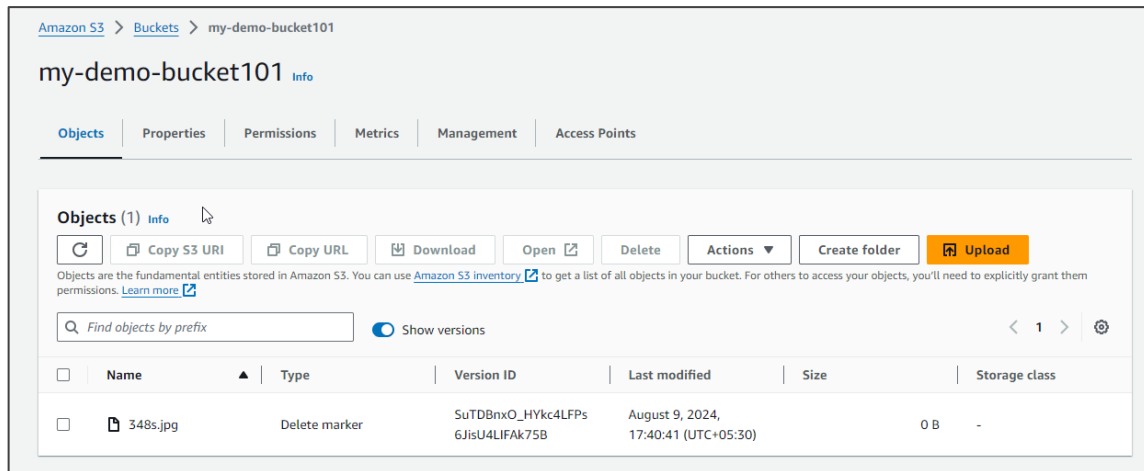 Amazon S3 > Buckets > my-demo-bucket101
my-demo-bucket101 Info
Objects Properties Permissions Metrics Management Access Points
Objects (1) Info
Copy S3 URI Copy URL Download Open Delete Actions ▼ Create folder Upload
Objects are the fundamental entities stored in Amazon S3. You can use Amazon S3 inventory to get a list of all objects in your bucket. For others to access your objects, you'll need to explicitly grant them
permissions. Learn more
Find objects by prefix Show versions < 1 >
Name ▲ Type Version ID Last modified Size Storage class
348s.jpg Delete marker SuTDBnxO_HYkc4LFPs August 9, 2024, 0 B -
6JisU4LIFAk75B 17:40:41 (UTC+05:30)